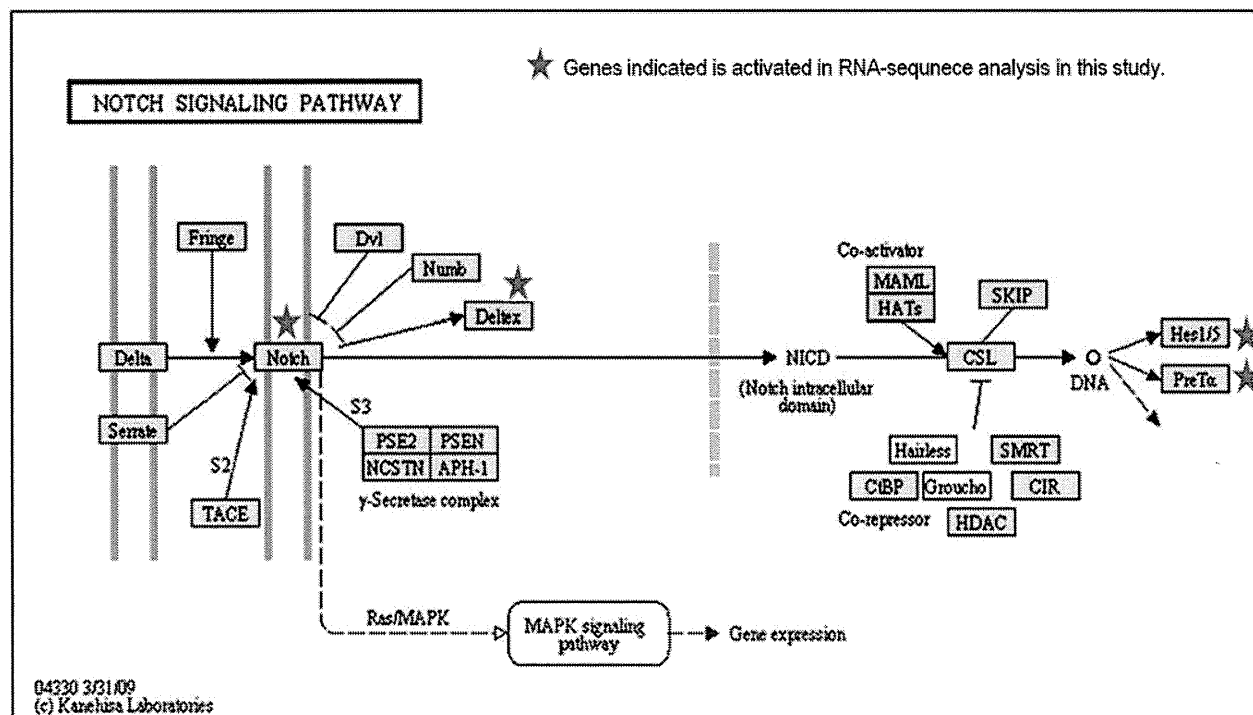 Genes indicated is activated in RNA-sequnece analysis in this study.
NOTCH SIGNALING PATHWAY
Fringe
Dvl
Numb
Deltex
Delta
Notch
Serrate
S2
TACE
S3
PSE2 PSEN
NCSTN APH-1
γ-Secretase complex
NICD
(Notch intracellular
domain)
Co-activator
MAML
HATs
SKIP
CSL
DNA
Hes1/5
PreTα
Hairless SMRT
CtBP Groucho CIR
Co-repressor HDAC
Ras/MAPK
MAPK signaling
pathway
Gene expression
04330 3/31/09
(c) Kanehisa Laboratories